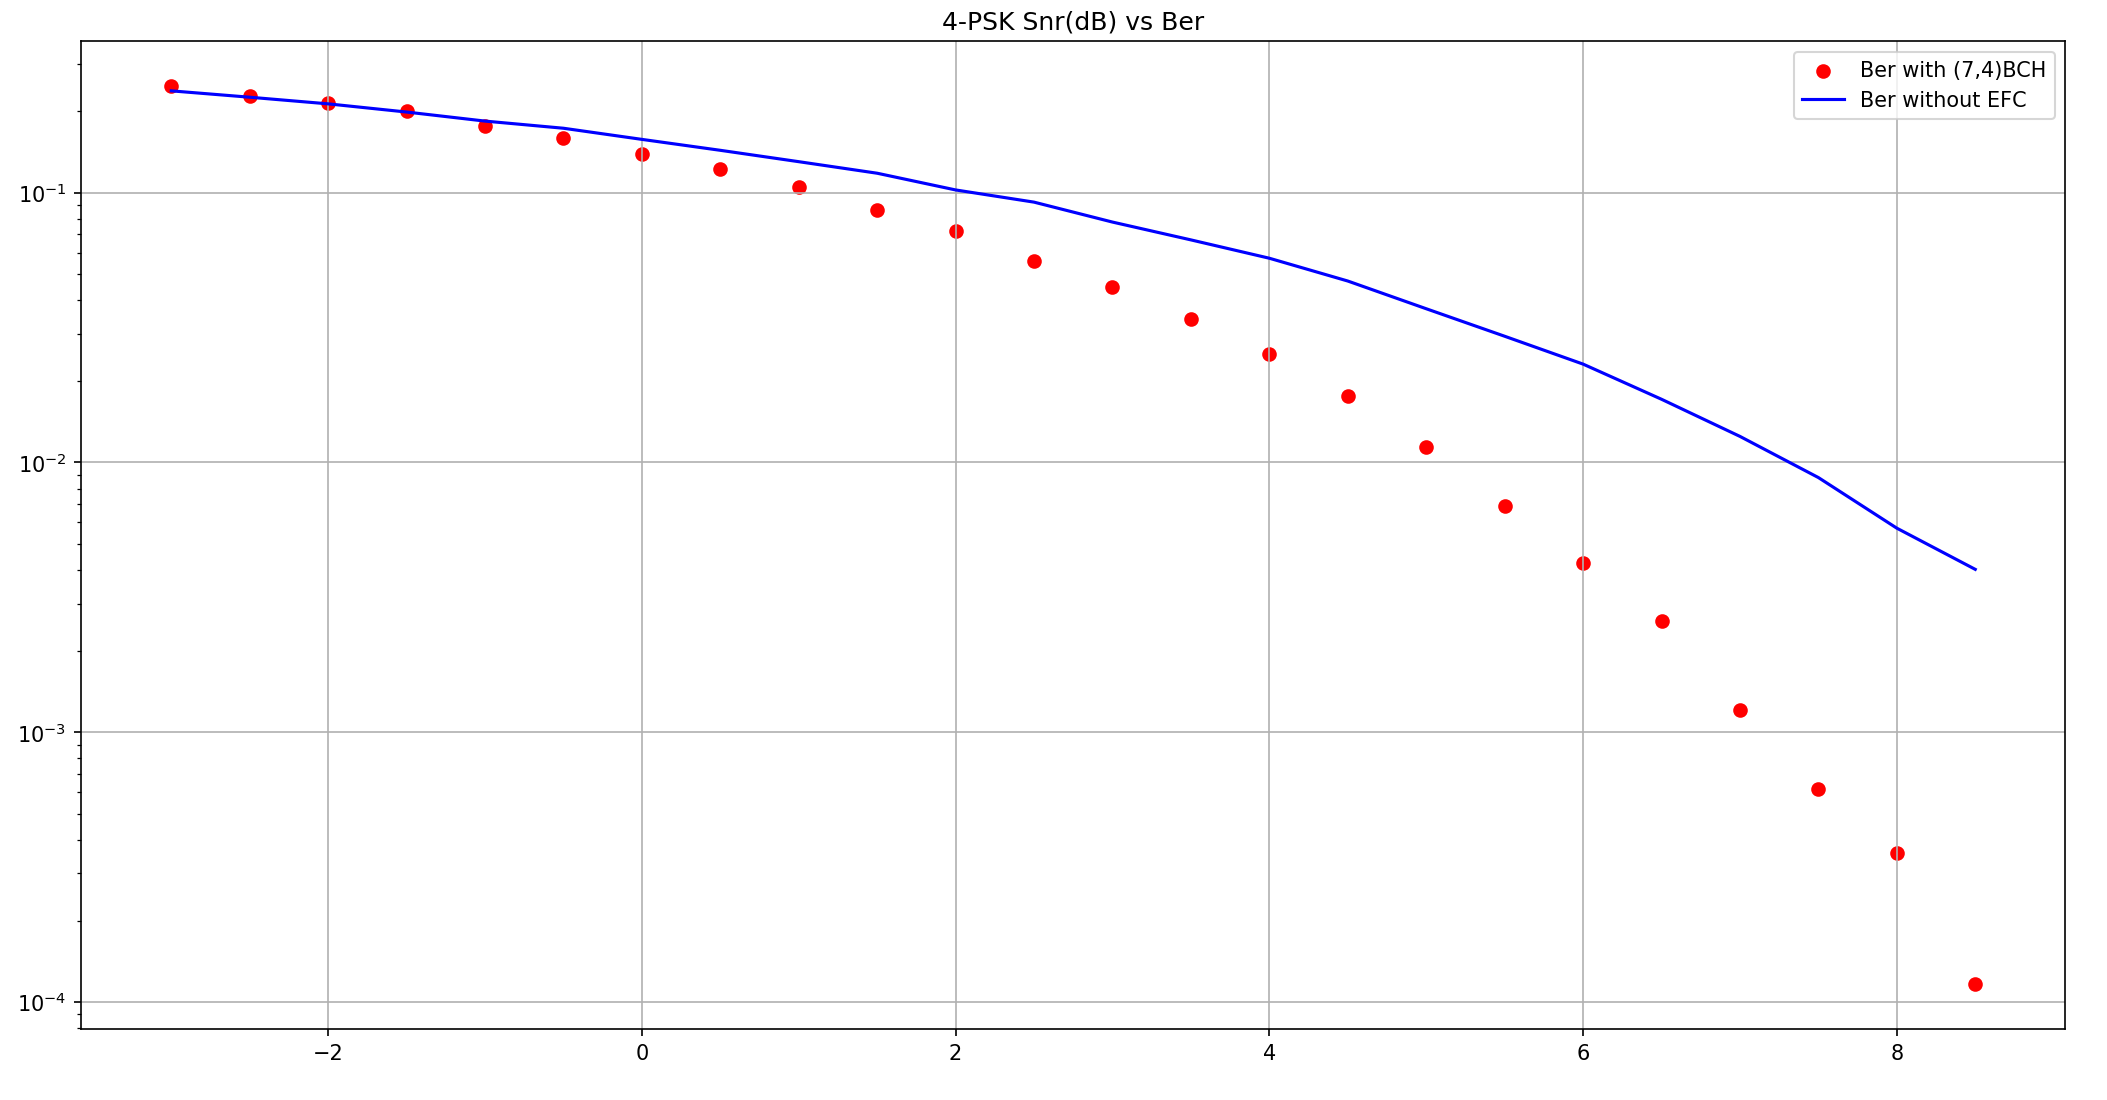 4-PSK Snr(dB) vs Ber
Ber with (7,4)BCH
Ber without EFC
10⁻¹
10⁻²
10⁻³
10⁻⁴
−2 0 2 4 6 8